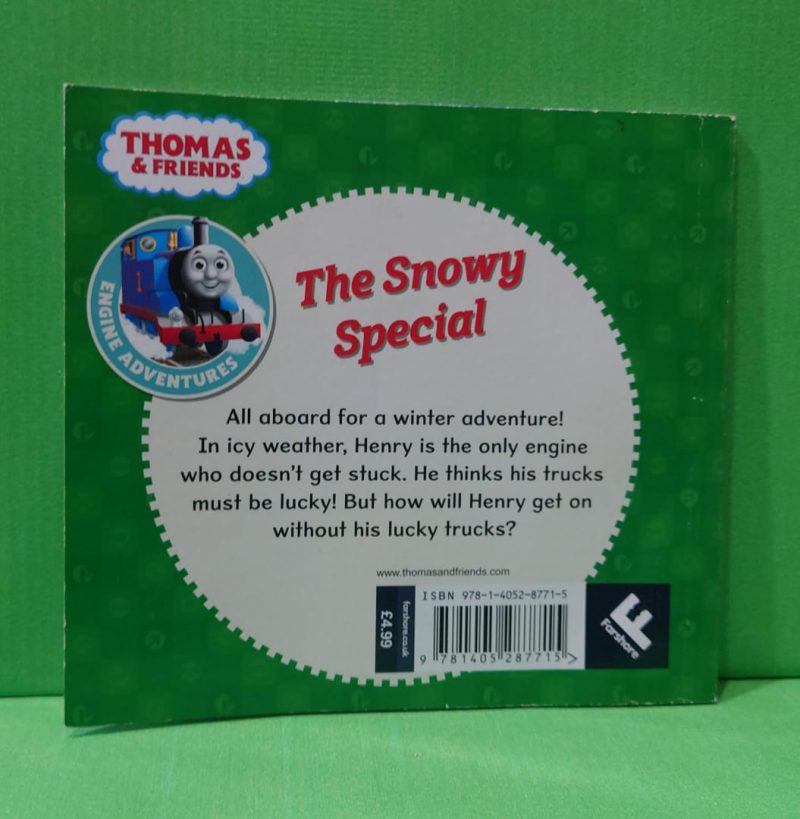 THOMAS
& FRIENDS
ENGINE ADVENTURES
1
The Snowy
Special
All aboard for a winter adventure!
In icy weather, Henry is the only engine
who doesn't get stuck. He thinks his trucks
must be lucky! But how will Henry get on
without his lucky trucks?
www.thomasandfriends.com
farshore.co.uk
£4.99
ISBN 978-1-4052-8771-5
9 781405 287715 >
F
Farshore